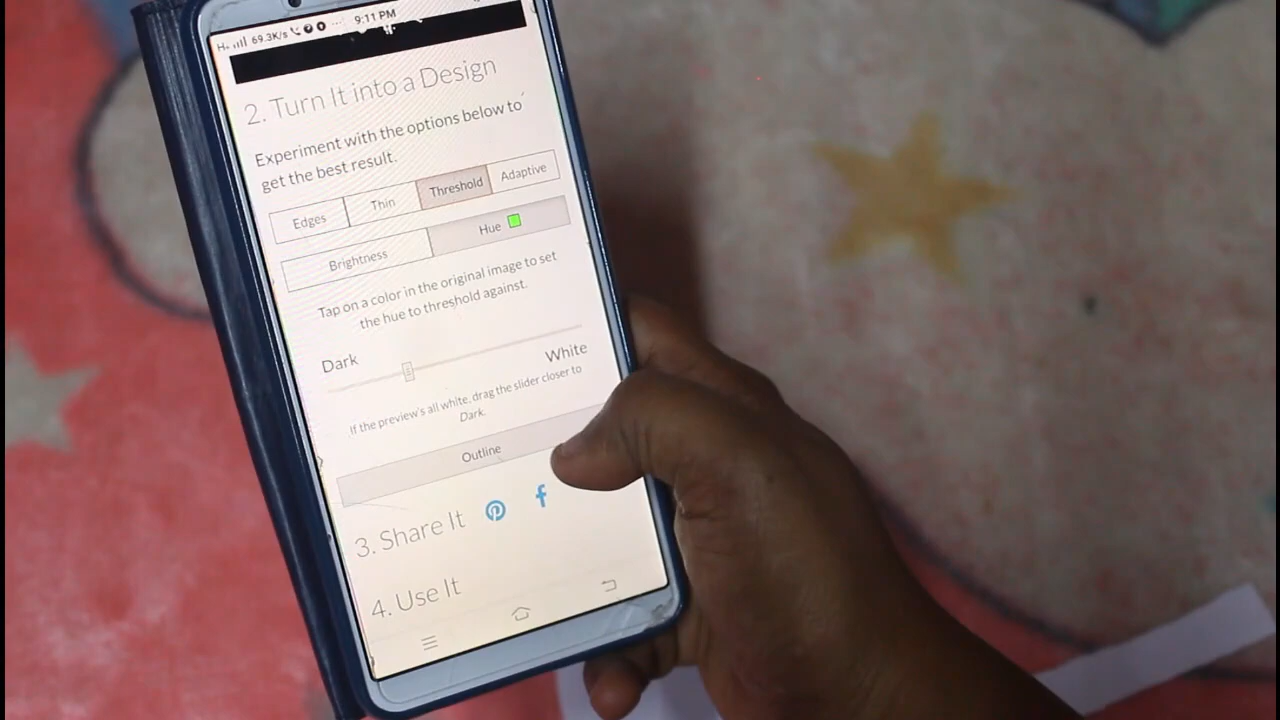 H+ 69.3K/s ... 9:11 PM
2. Turn It into a Design
Experiment with the options below to
get the best result.
Edges Thin Threshold Adaptive
Brightness Hue
Tap on a color in the original image to set
the hue to threshold against.
Dark White
If the preview's all white, drag the slider closer to
Dark.
Outline
3. Share It
4. Use It